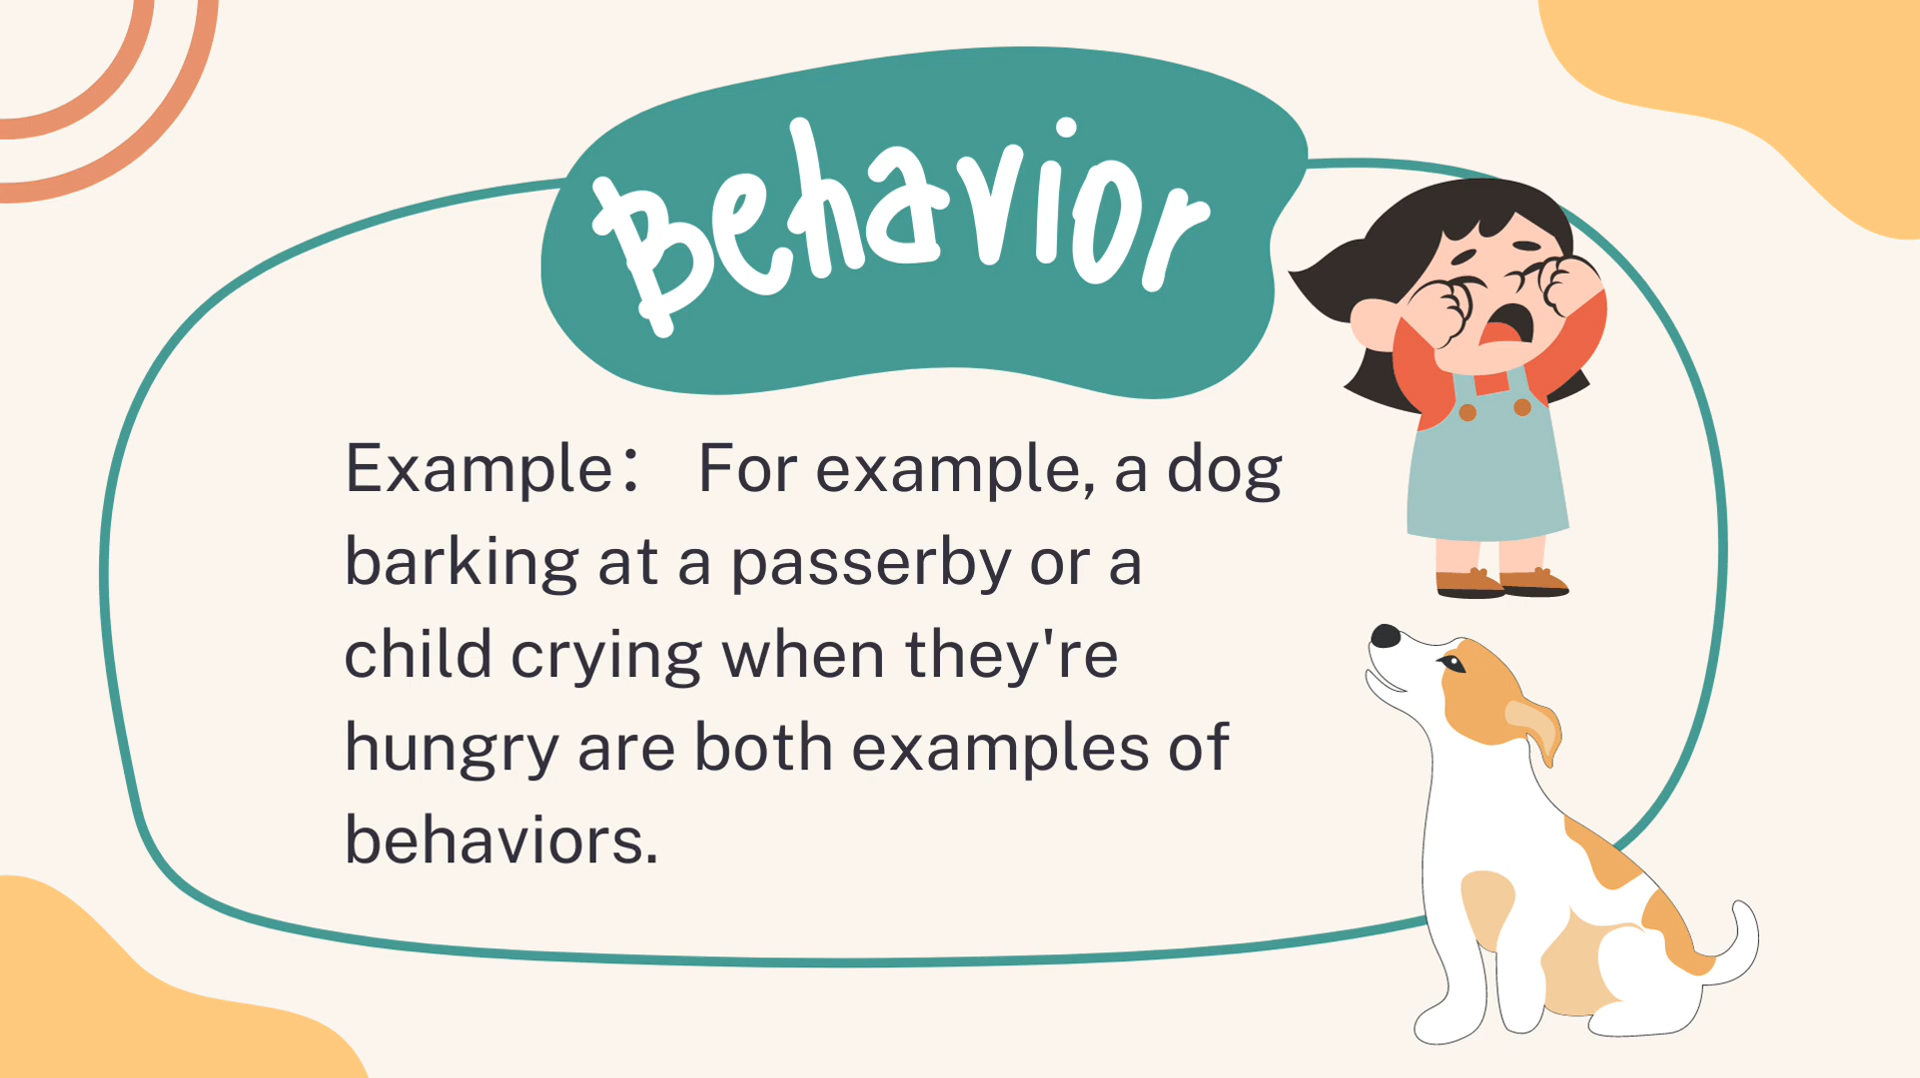 Behavior
Example： For example, a dog
barking at a passerby or a
child crying when they're
hungry are both examples of
behaviors.